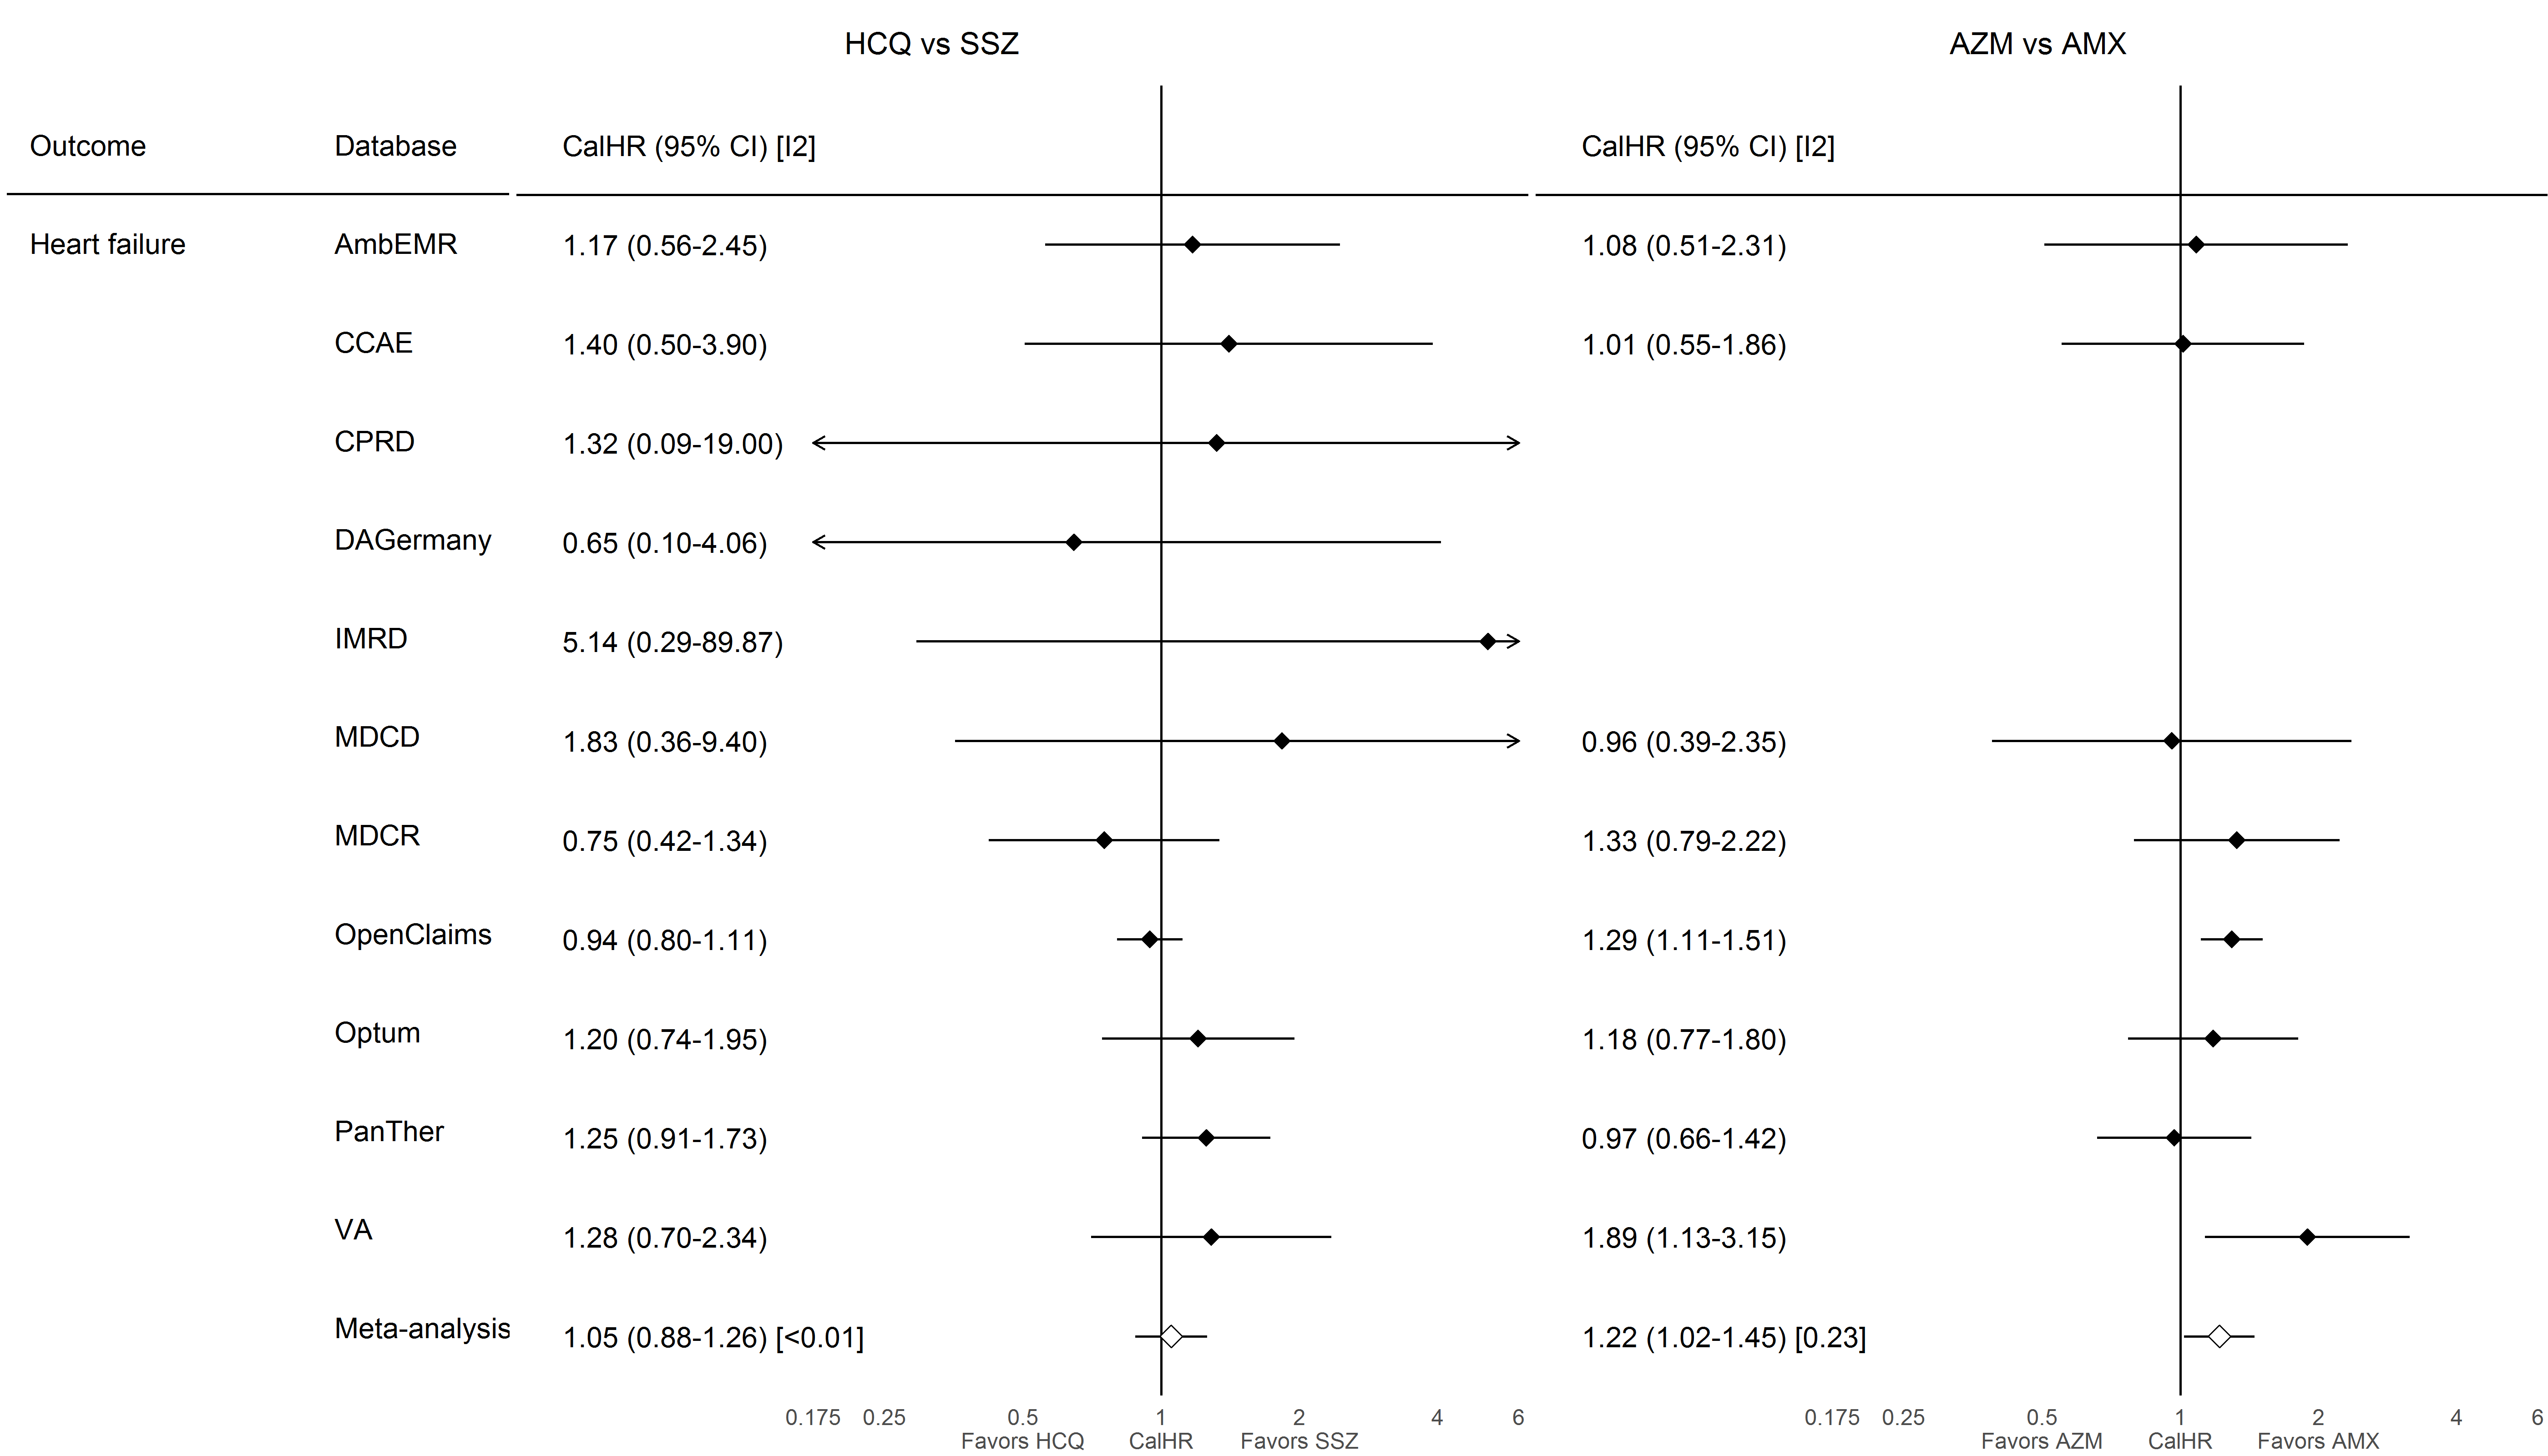 HCQ vs SSZ AZM vs AMX
Outcome Database CalHR (95% CI) [I2] CalHR (95% CI) [I2]
Heart failure AmbEMR 1.17 (0.56-2.45) 1.08 (0.51-2.31)
CCAE 1.40 (0.50-3.90) 1.01 (0.55-1.86)
CPRD 1.32 (0.09-19.00)
DAGermany 0.65 (0.10-4.06)
IMRD 5.14 (0.29-89.87)
MDCD 1.83 (0.36-9.40) 0.96 (0.39-2.35)
MDCR 0.75 (0.42-1.34) 1.33 (0.79-2.22)
OpenClaims 0.94 (0.80-1.11) 1.29 (1.11-1.51)
Optum 1.20 (0.74-1.95) 1.18 (0.77-1.80)
PanTher 1.25 (0.91-1.73) 0.97 (0.66-1.42)
VA 1.28 (0.70-2.34) 1.89 (1.13-3.15)
Meta-analysis 1.05 (0.88-1.26) [<0.01] 1.22 (1.02-1.45) [0.23]
0.175 0.25 0.5 1 2 4 6 0.175 0.25 0.5 1 2 4 6
Favors HCQ CalHR Favors SSZ Favors AZM CalHR Favors AMX